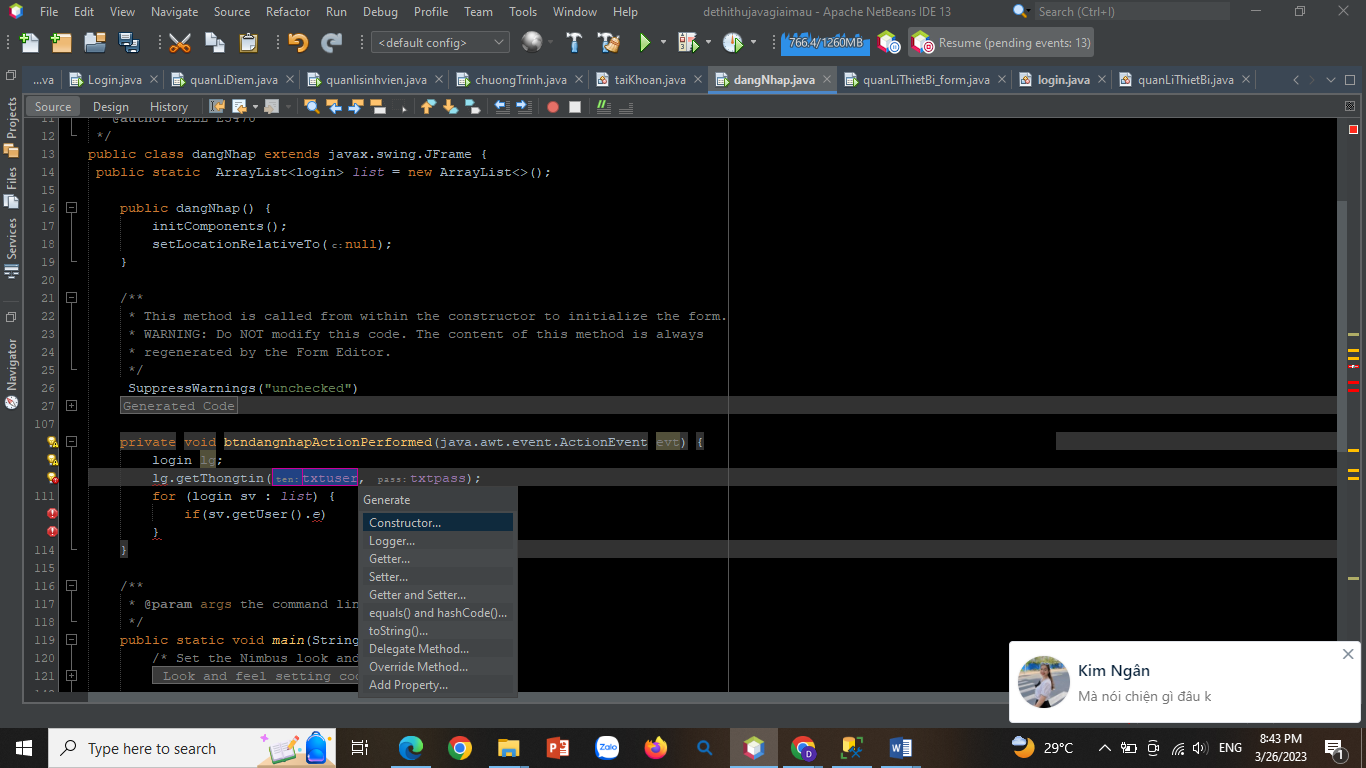 File Edit View Navigate Source Refactor Run Debug Profile Team Tools Window Help dethithujavagiaimau - Apache NetBeans IDE 13 Search (Ctrl+I)
<default config> 766.4/1260MB Resume (pending events: 13)
...va Login.java quanLiDiem.java quanlisinhvien.java chuongTrinh.java taiKhoan.java dangNhap.java quanLiThietBi_form.java login.java quanLiThietBi.java
Source Design History
Projects
Files
Services
Navigator
11 * @author DELL E5470
12 */
13 public class dangNhap extends javax.swing.JFrame {
14 public static ArrayList<login> list = new ArrayList<>();
15
16 public dangNhap() {
17 initComponents();
18 setLocationRelativeTo( c: null);
19 }
20
21 /**
22 * This method is called from within the constructor to initialize the form.
23 * WARNING: Do NOT modify this code. The content of this method is always
24 * regenerated by the Form Editor.
25 */
26 SuppressWarnings("unchecked")
27 Generated Code
107
private void btndangnhapActionPerformed(java.awt.event.ActionEvent evt) {
login lg;
lg.getThongtin( ten: txtuser, pass: txtpass);
111 for (login sv : list) {
if(sv.getUser().e)
}
114 }
115
116 /**
117 * @param args the command lin
118 */
119 public static void main(String
120 /* Set the Nimbus look and
121 Look and feel setting cod
Generate
Constructor...
Logger...
Getter...
Setter...
Getter and Setter...
equals() and hashCode()...
toString()...
Delegate Method...
Override Method...
Add Property...
Kim Ngân
Mà nói chiện gì đâu k
Type here to search
Zalo
29°C ENG 8:43 PM
3/26/2023
1